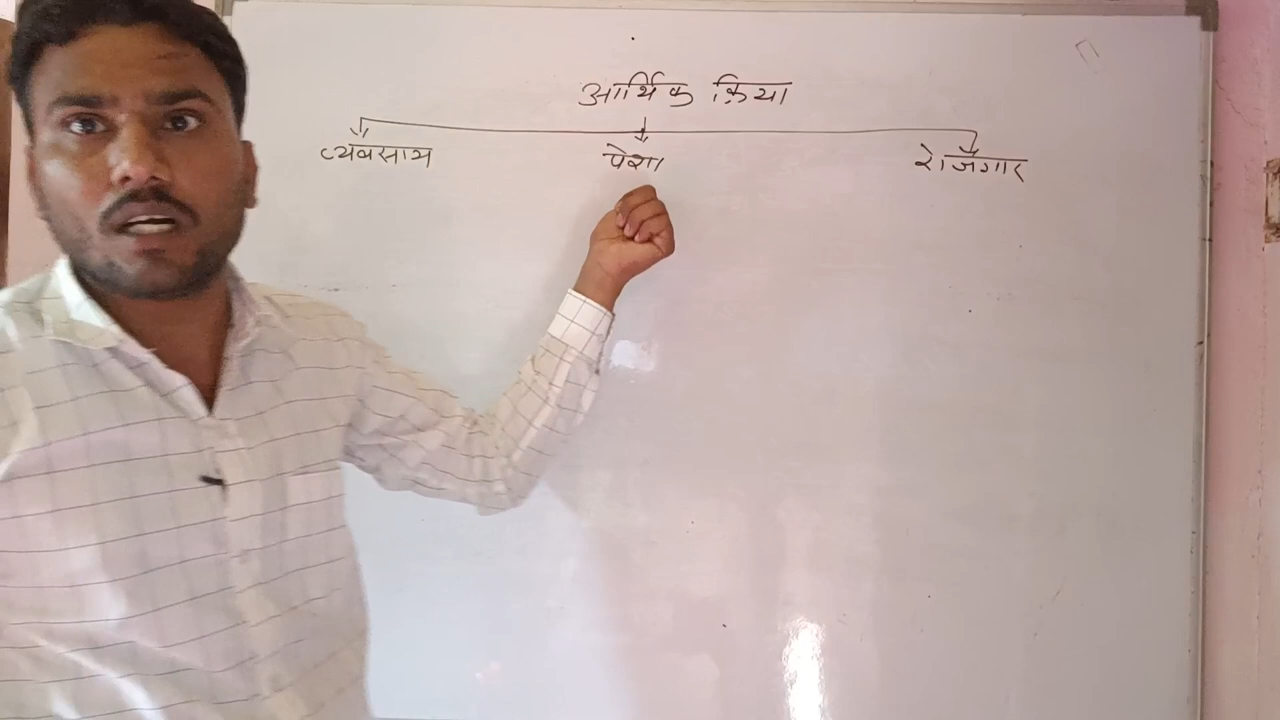 आर्थिक क्रिया
व्यवसाय पेशा रोजगार